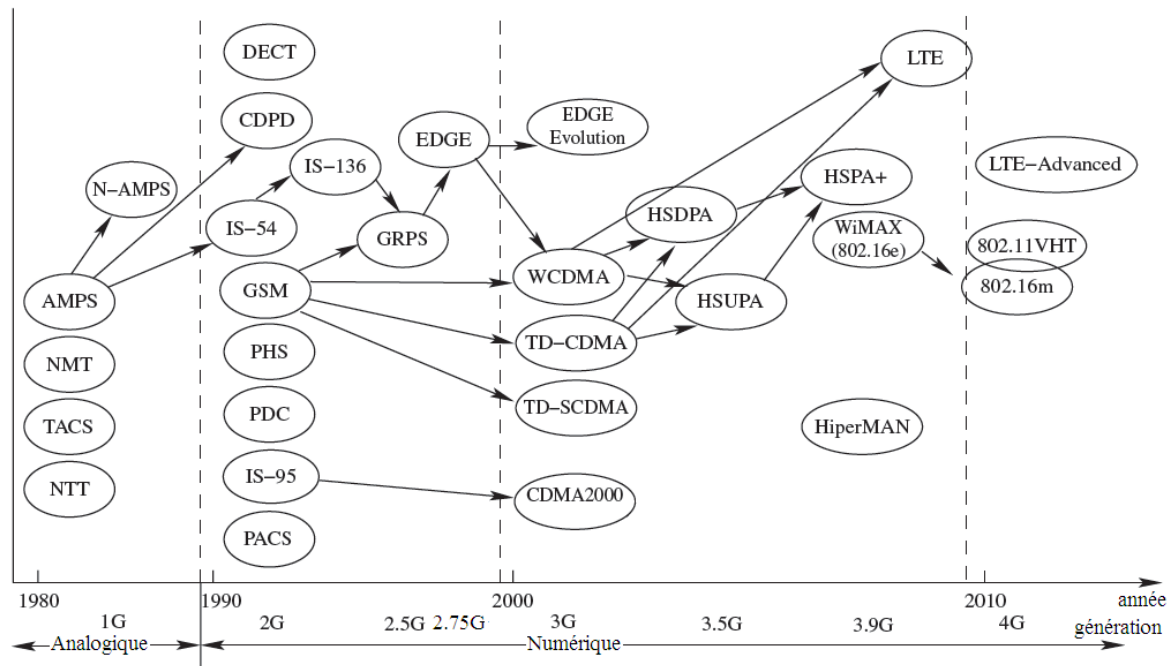 DECT
LTE
CDPD
EDGE
EDGE
Evolution
IS-136
LTE-Advanced
N-AMPS
HSPA+
HSDPA
IS-54
GRPS
WiMAX
(802.16e)
802.11VHT
WCDMA
802.16m
AMPS
GSM
HSUPA
TD-CDMA
PHS
NMT
TD-SCDMA
PDC
TACS
HiperMAN
IS-95
NTT
CDMA2000
PACS
1980
1990
2000
2010
année
1G
2G
2.5G
2.75G
3G
3.5G
3.9G
4G
génération
Analogique
Numérique